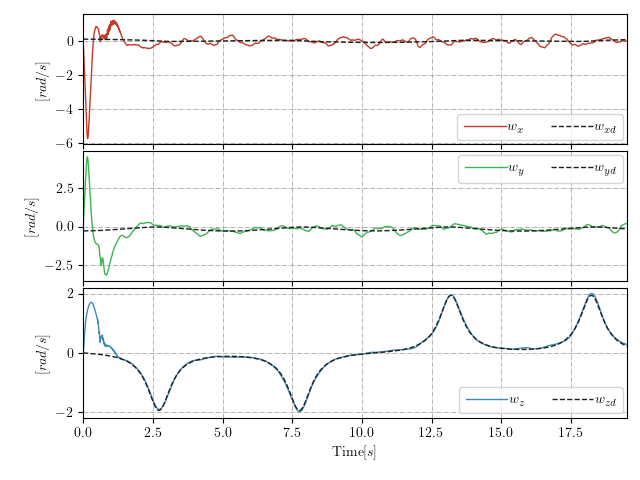 0
−2
−4
−6
[rad/s]
w_x w_xd
2.5
0.0
−2.5
[rad/s]
w_y w_yd
2
0
−2
[rad/s]
w_z w_zd
0.0 2.5 5.0 7.5 10.0 12.5 15.0 17.5
Time[s]